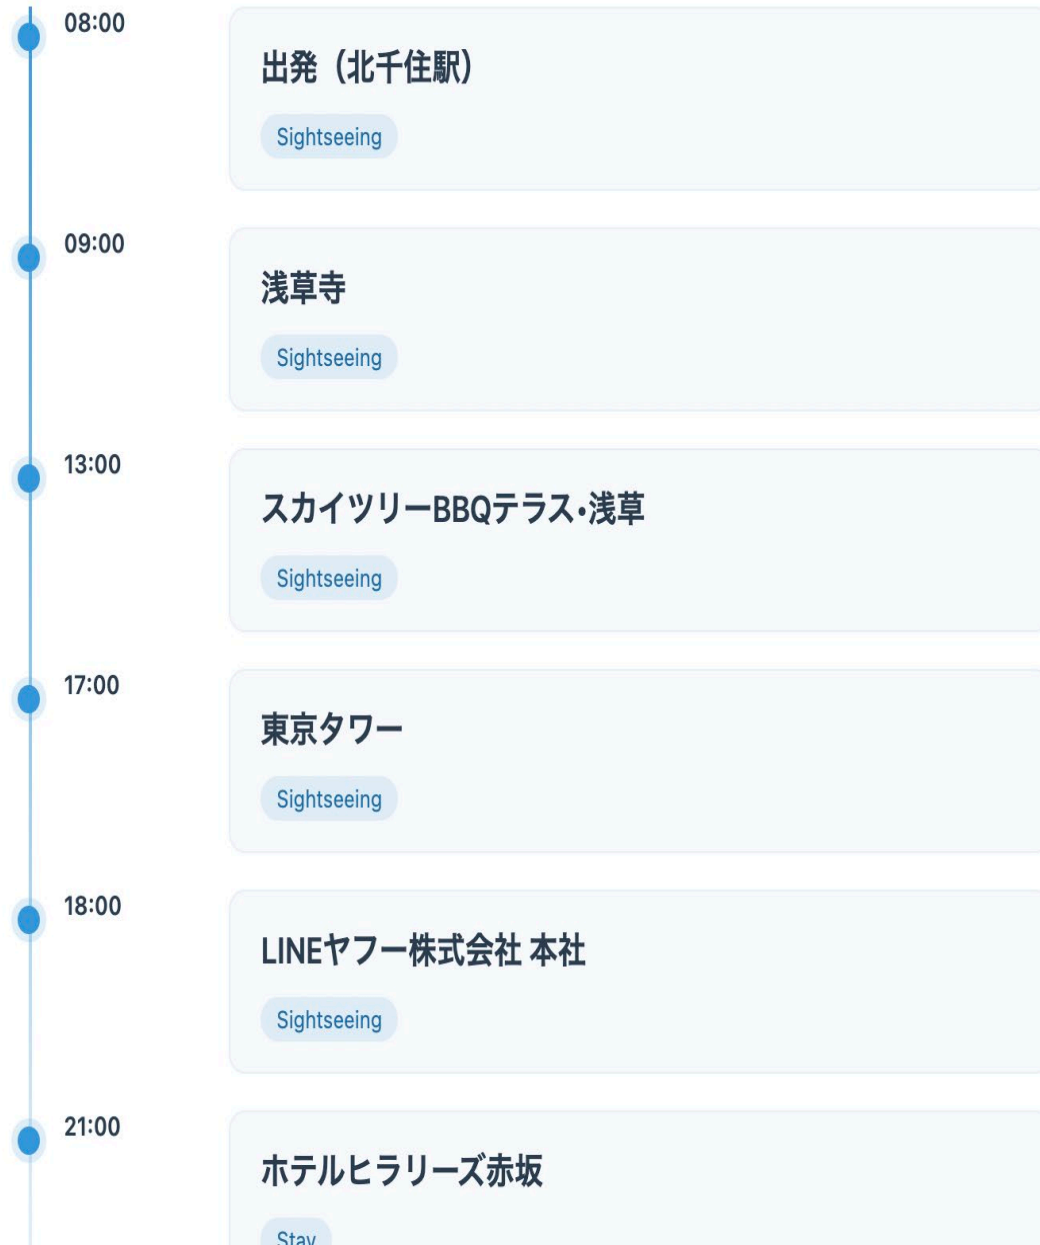 08:00
出発（北千住駅）
Sightseeing
09:00
浅草寺
Sightseeing
13:00
スカイツリーBBQテラス・浅草
Sightseeing
17:00
東京タワー
Sightseeing
18:00
LINEヤフー株式会社 本社
Sightseeing
21:00
ホテルヒラリーズ赤坂
Stay